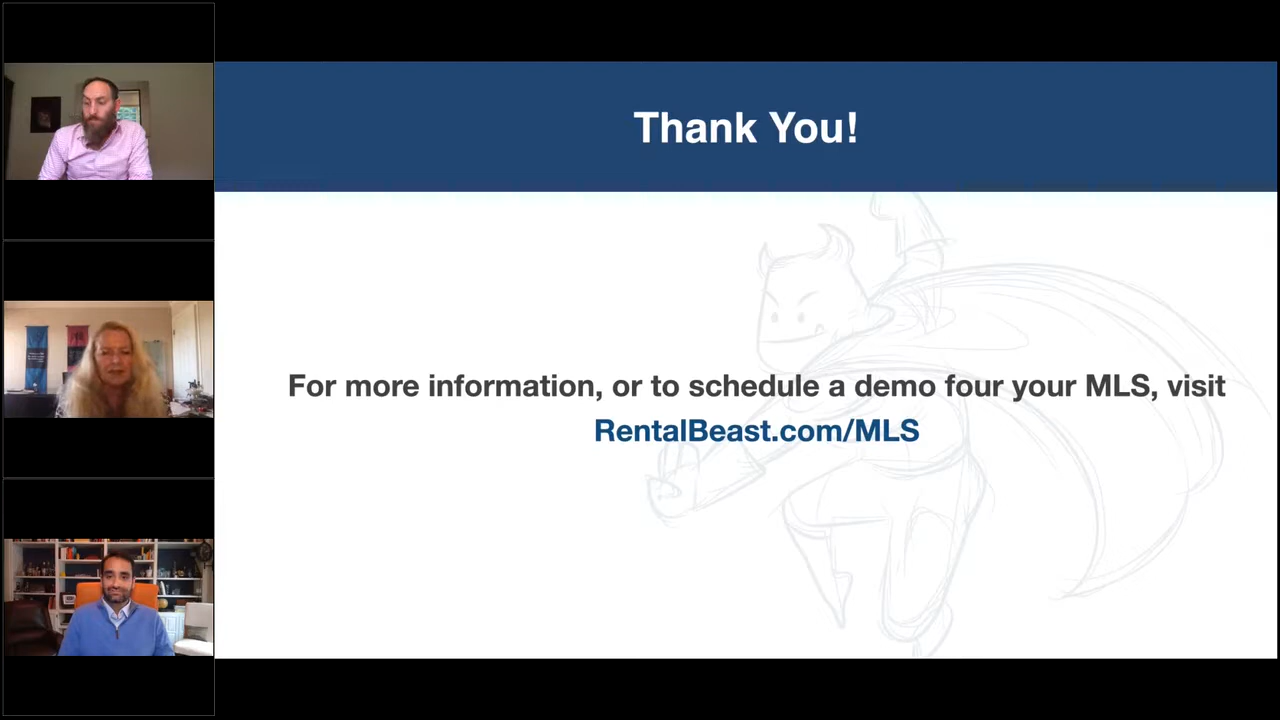 Thank You!
For more information, or to schedule a demo four your MLS, visit
RentalBeast.com/MLS